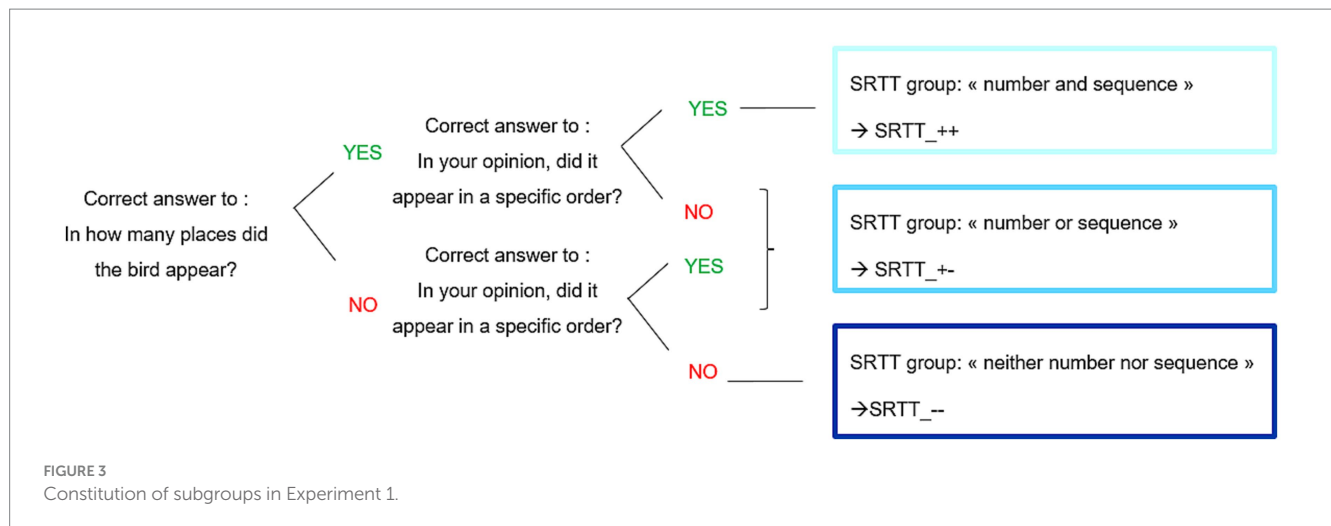 Correct answer to :
In how many places did
the bird appear?
YES
NO
Correct answer to :
In your opinion, did it
appear in a specific order?
YES
NO
Correct answer to :
In your opinion, did it
appear in a specific order?
YES
NO
SRTT group: « number and sequence »
→ SRTT_++
SRTT group: « number or sequence »
→ SRTT_+-
SRTT group: « neither number nor sequence »
→SRTT_--
FIGURE 3
Constitution of subgroups in Experiment 1.